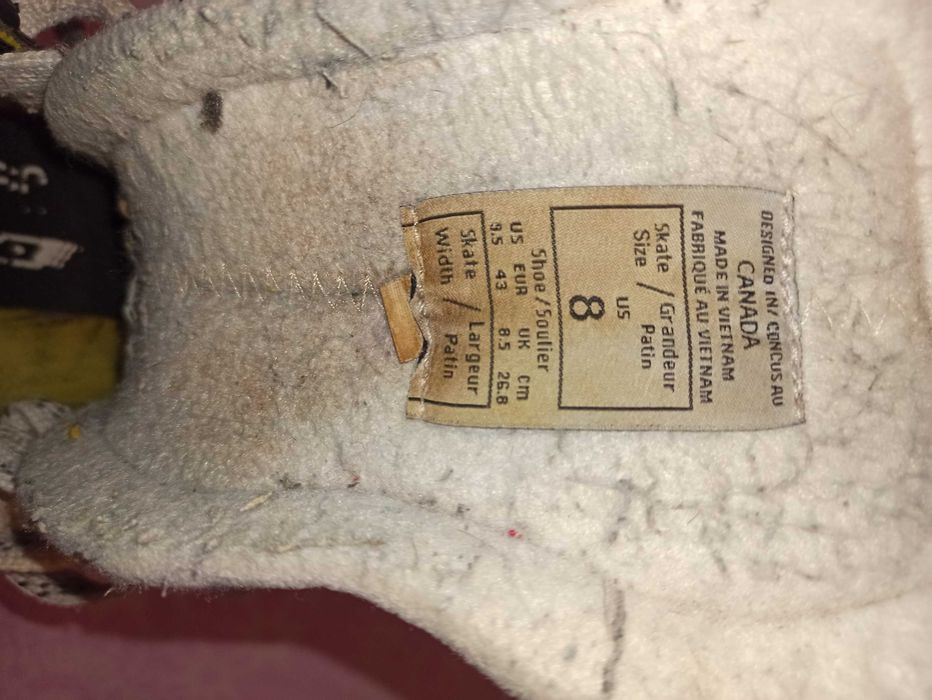 DESIGNED IN/ CONCUS AU
CANADA
MADE IN VIETNAM
FABRIQUÉ AU VIETNAM
Skate / Grandeur
Size Patin
US
8
Shoe/Soulier
US EUR UK cm
9.5 43 8.5 26.8
Skate / Largeur
Width Patin